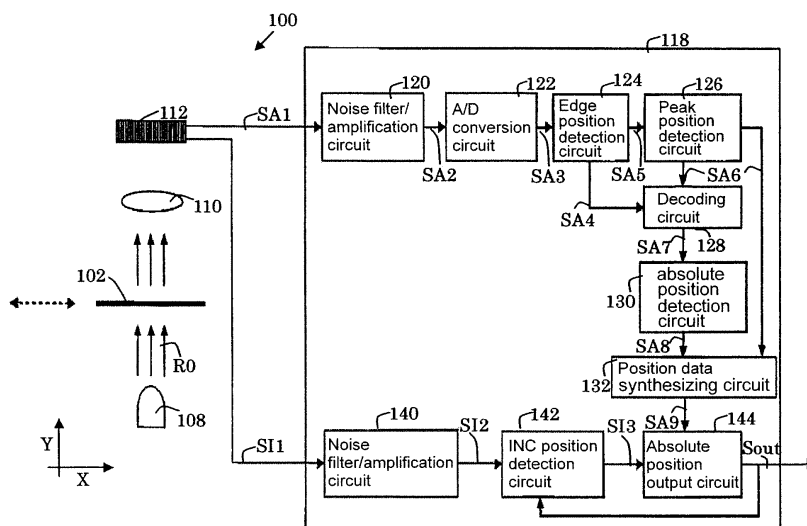 100
118
120
122
124
126
112
SA1
Noise filter/
amplification
circuit
A/D
conversion
circuit
Edge
position
detection
circuit
Peak
position
detection
circuit
SA2
SA3
SA5
SA6
110
SA4
Decoding
circuit
SA7
128
102
130
absolute
position
detection
circuit
R0
SA8
132
Position data
synthesizing circuit
108
140
142
SA9
144
Y
X
SI1
SI2
SI3
Sout
Noise
filter/amplification
circuit
INC position
detection
circuit
Absolute
position
output circuit